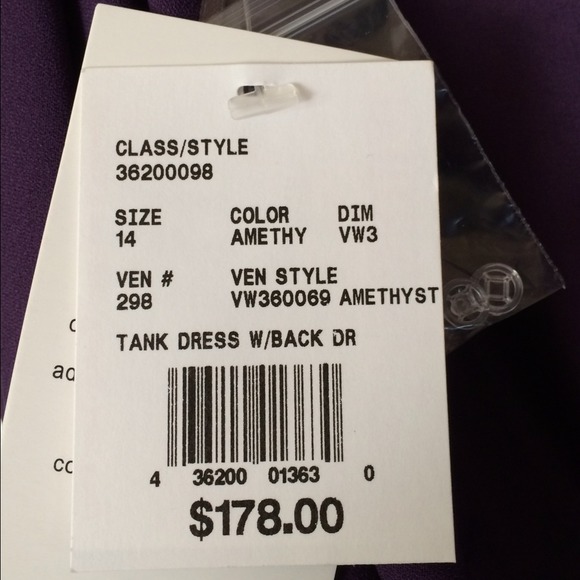 CLASS/STYLE
36200098
SIZE COLOR DIM
14 AMETHY VW3
VEN # VEN STYLE
298 VW360069 AMETHYST
TANK DRESS W/BACK DR
4 36200 01363 0
$178.00